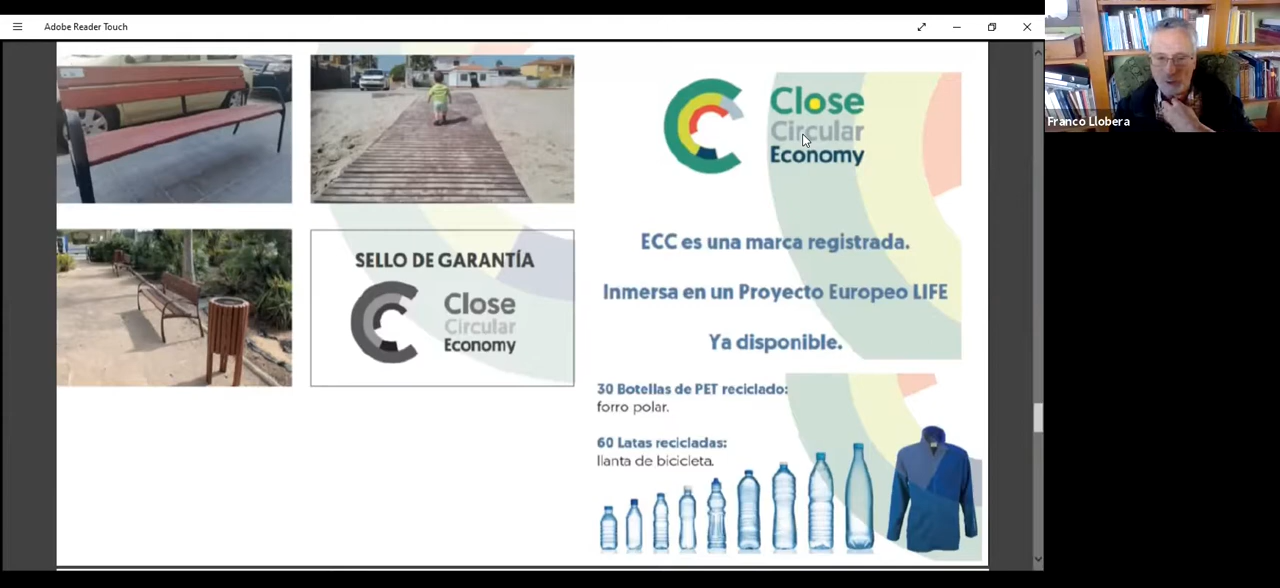 Adobe Reader Touch
Close
Circular
Economy
SELLO DE GARANTÍA
Close
Circular
Economy
ECC es una marca registrada.
Inmersa en un Proyecto Europeo LIFE
Ya disponible.
30 Botellas de PET reciclado:
forro polar.
60 Latas recicladas:
llanta de bicicleta.
Franco Llobera